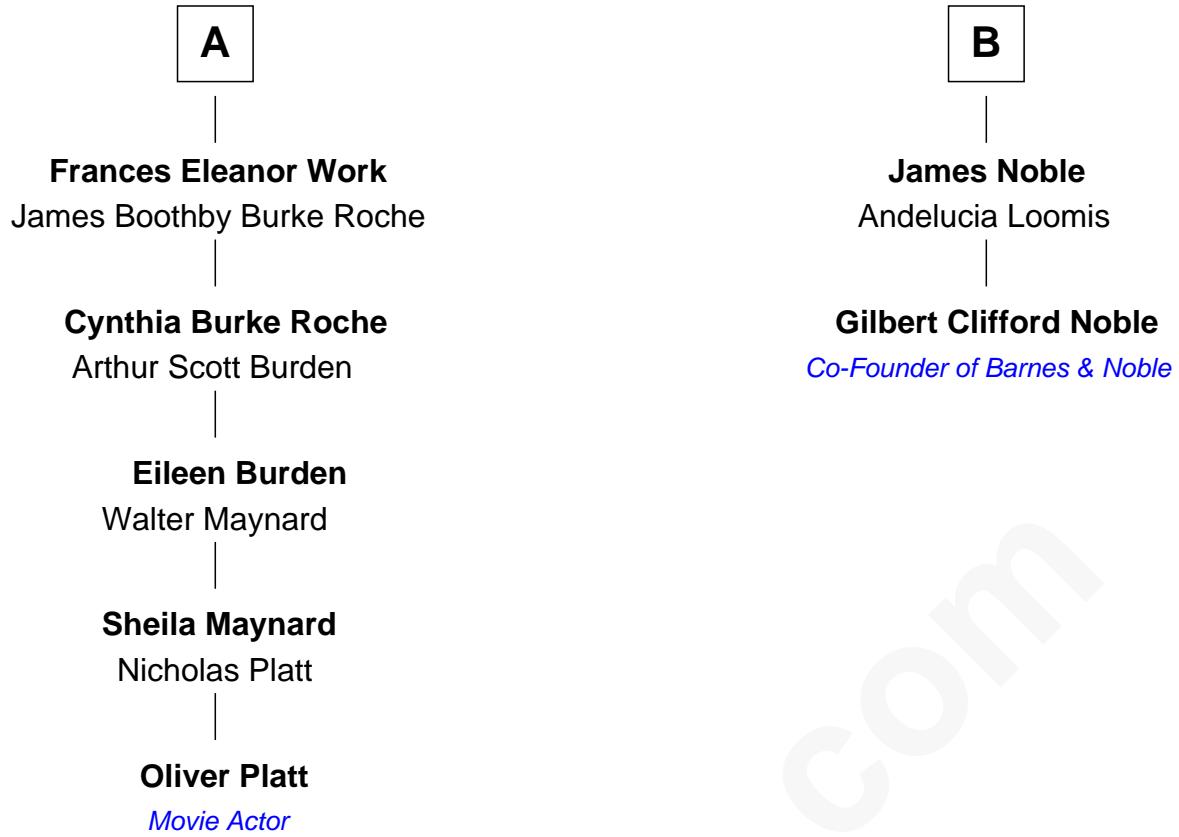 A
Frances Eleanor Work
James Boothby Burke Roche
Cynthia Burke Roche
Arthur Scott Burden
Eileen Burden
Walter Maynard
Sheila Maynard
Nicholas Platt
Oliver Platt
Movie Actor
B
James Noble
Andelucia Loomis
Gilbert Clifford Noble
Co-Founder of Barnes & Noble
com